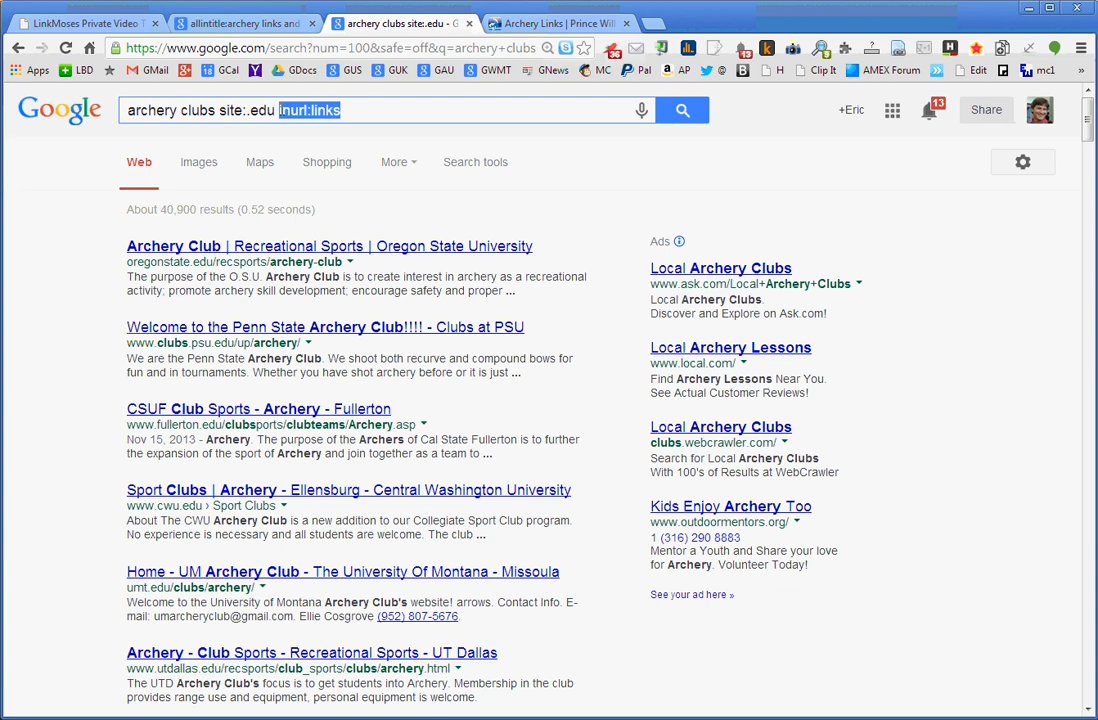 LinkMoses Private Video T
allintitle:archery links and
archery clubs site:.edu - G
Archery Links | Prince Will
https://www.google.com/search?num=100&safe=off&q=archery+clubs
Apps LBD GMail GCal GDocs GUS GUK GAU GWMT GNews MC Pal AP @ H Clip It AMEX Forum Edit mc1 »
Google
archery clubs site:.edu inurl:links
+Eric 13 Share
Web Images Maps Shopping More Search tools
About 40,900 results (0.52 seconds)
Archery Club | Recreational Sports | Oregon State University
oregonstate.edu/recsports/archery-club
The purpose of the O.S.U. Archery Club is to create interest in archery as a recreational
activity; promote archery skill development; encourage safety and proper ...
Welcome to the Penn State Archery Club!!!! - Clubs at PSU
www.clubs.psu.edu/up/archery/
We are the Penn State Archery Club. We shoot both recurve and compound bows for
fun and in tournaments. Whether you have shot archery before or it is just ...
CSUF Club Sports - Archery - Fullerton
www.fullerton.edu/clubsports/clubteams/Archery.asp
Nov 15, 2013 - Archery. The purpose of the Archers of Cal State Fullerton is to further
the expansion of the sport of Archery and join together as a team to ...
Sport Clubs | Archery - Ellensburg - Central Washington University
www.cwu.edu › Sport Clubs
About The CWU Archery Club is a new addition to our Collegiate Sport Club program.
No experience is necessary and all students are welcome. The club ...
Home - UM Archery Club - The University Of Montana - Missoula
umt.edu/clubs/archery/
Welcome to the University of Montana Archery Club's website! arrows. Contact Info. E-
mail: umarcheryclub@gmail.com. Ellie Cosgrove (952) 807-5676.
Archery - Club Sports - Recreational Sports - UT Dallas
www.utdallas.edu/recsports/club_sports/clubs/archery.html
The UTD Archery Club's focus is to get students into Archery. Membership in the club
provides range use and equipment, personal equipment is necessary.
Ads
Local Archery Clubs
www.ask.com/Local+Archery+Clubs
Local Archery Clubs.
Discover and Explore on Ask.com!
Local Archery Lessons
www.local.com/
Find Archery Lessons Near You.
See Actual Customer Reviews!
Local Archery Clubs
clubs.webcrawler.com/
Search for Local Archery Clubs
With 100's of Results at WebCrawler
Kids Enjoy Archery Too
www.outdoormentors.org/
1 (316) 290 8883
Mentor a Youth and Share your love
for Archery. Volunteer Today!
See your ad here »